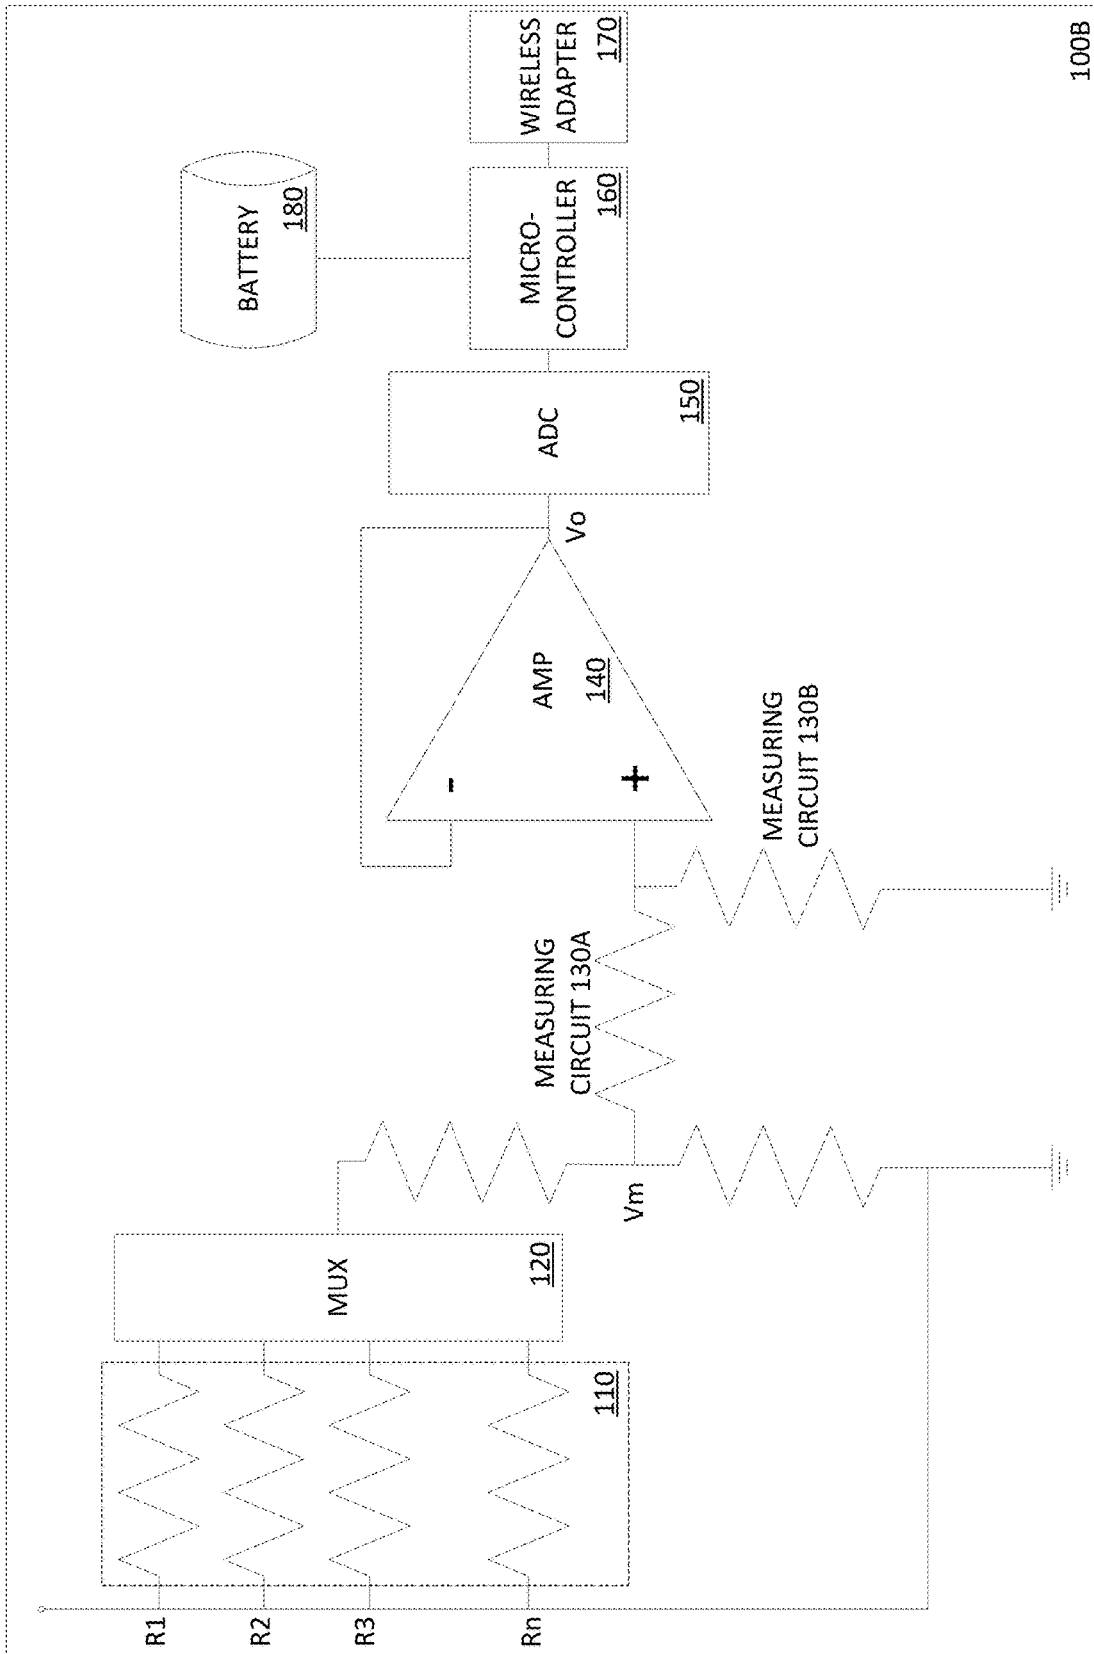 R1
R2
R3
Rn
110
MUX
120
Vm
MEASURING
CIRCUIT 130A
MEASURING
CIRCUIT 130B
-
+
AMP
140
Vo
ADC
150
MICRO-
CONTROLLER
160
BATTERY
180
WIRELESS
ADAPTER
170
100B